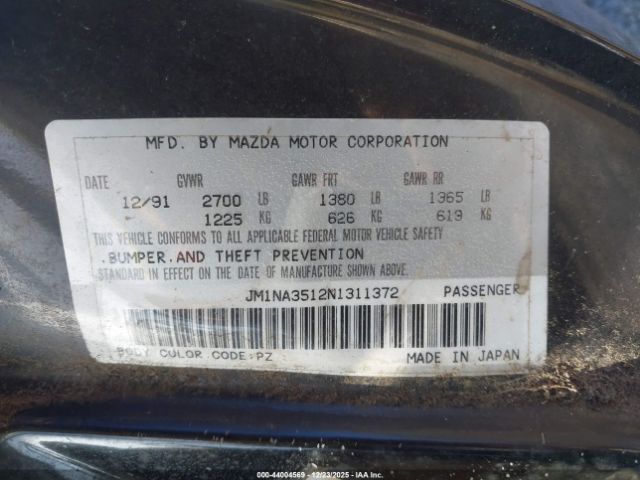 MFD. BY MAZDA MOTOR CORPORATION
DATE GVWR GAWR FRT GAWR RR
12/91 2700 LB 1380 LB 1365 LB
1225 KG 626 KG 619 KG
THIS VEHICLE CONFORMS TO ALL APPLICABLE FEDERAL MOTOR VEHICLE SAFETY
,BUMPER,AND THEFT PREVENTION
STANDARD IN EFFECT ON THE DATE OF MANUFACTURE SHOWN ABOVE.
JM1NA3512N1311372 PASSENGER
BODY COLOR CODE:PZ MADE IN JAPAN
000-44004569 : 12/23/2025 - IAAI